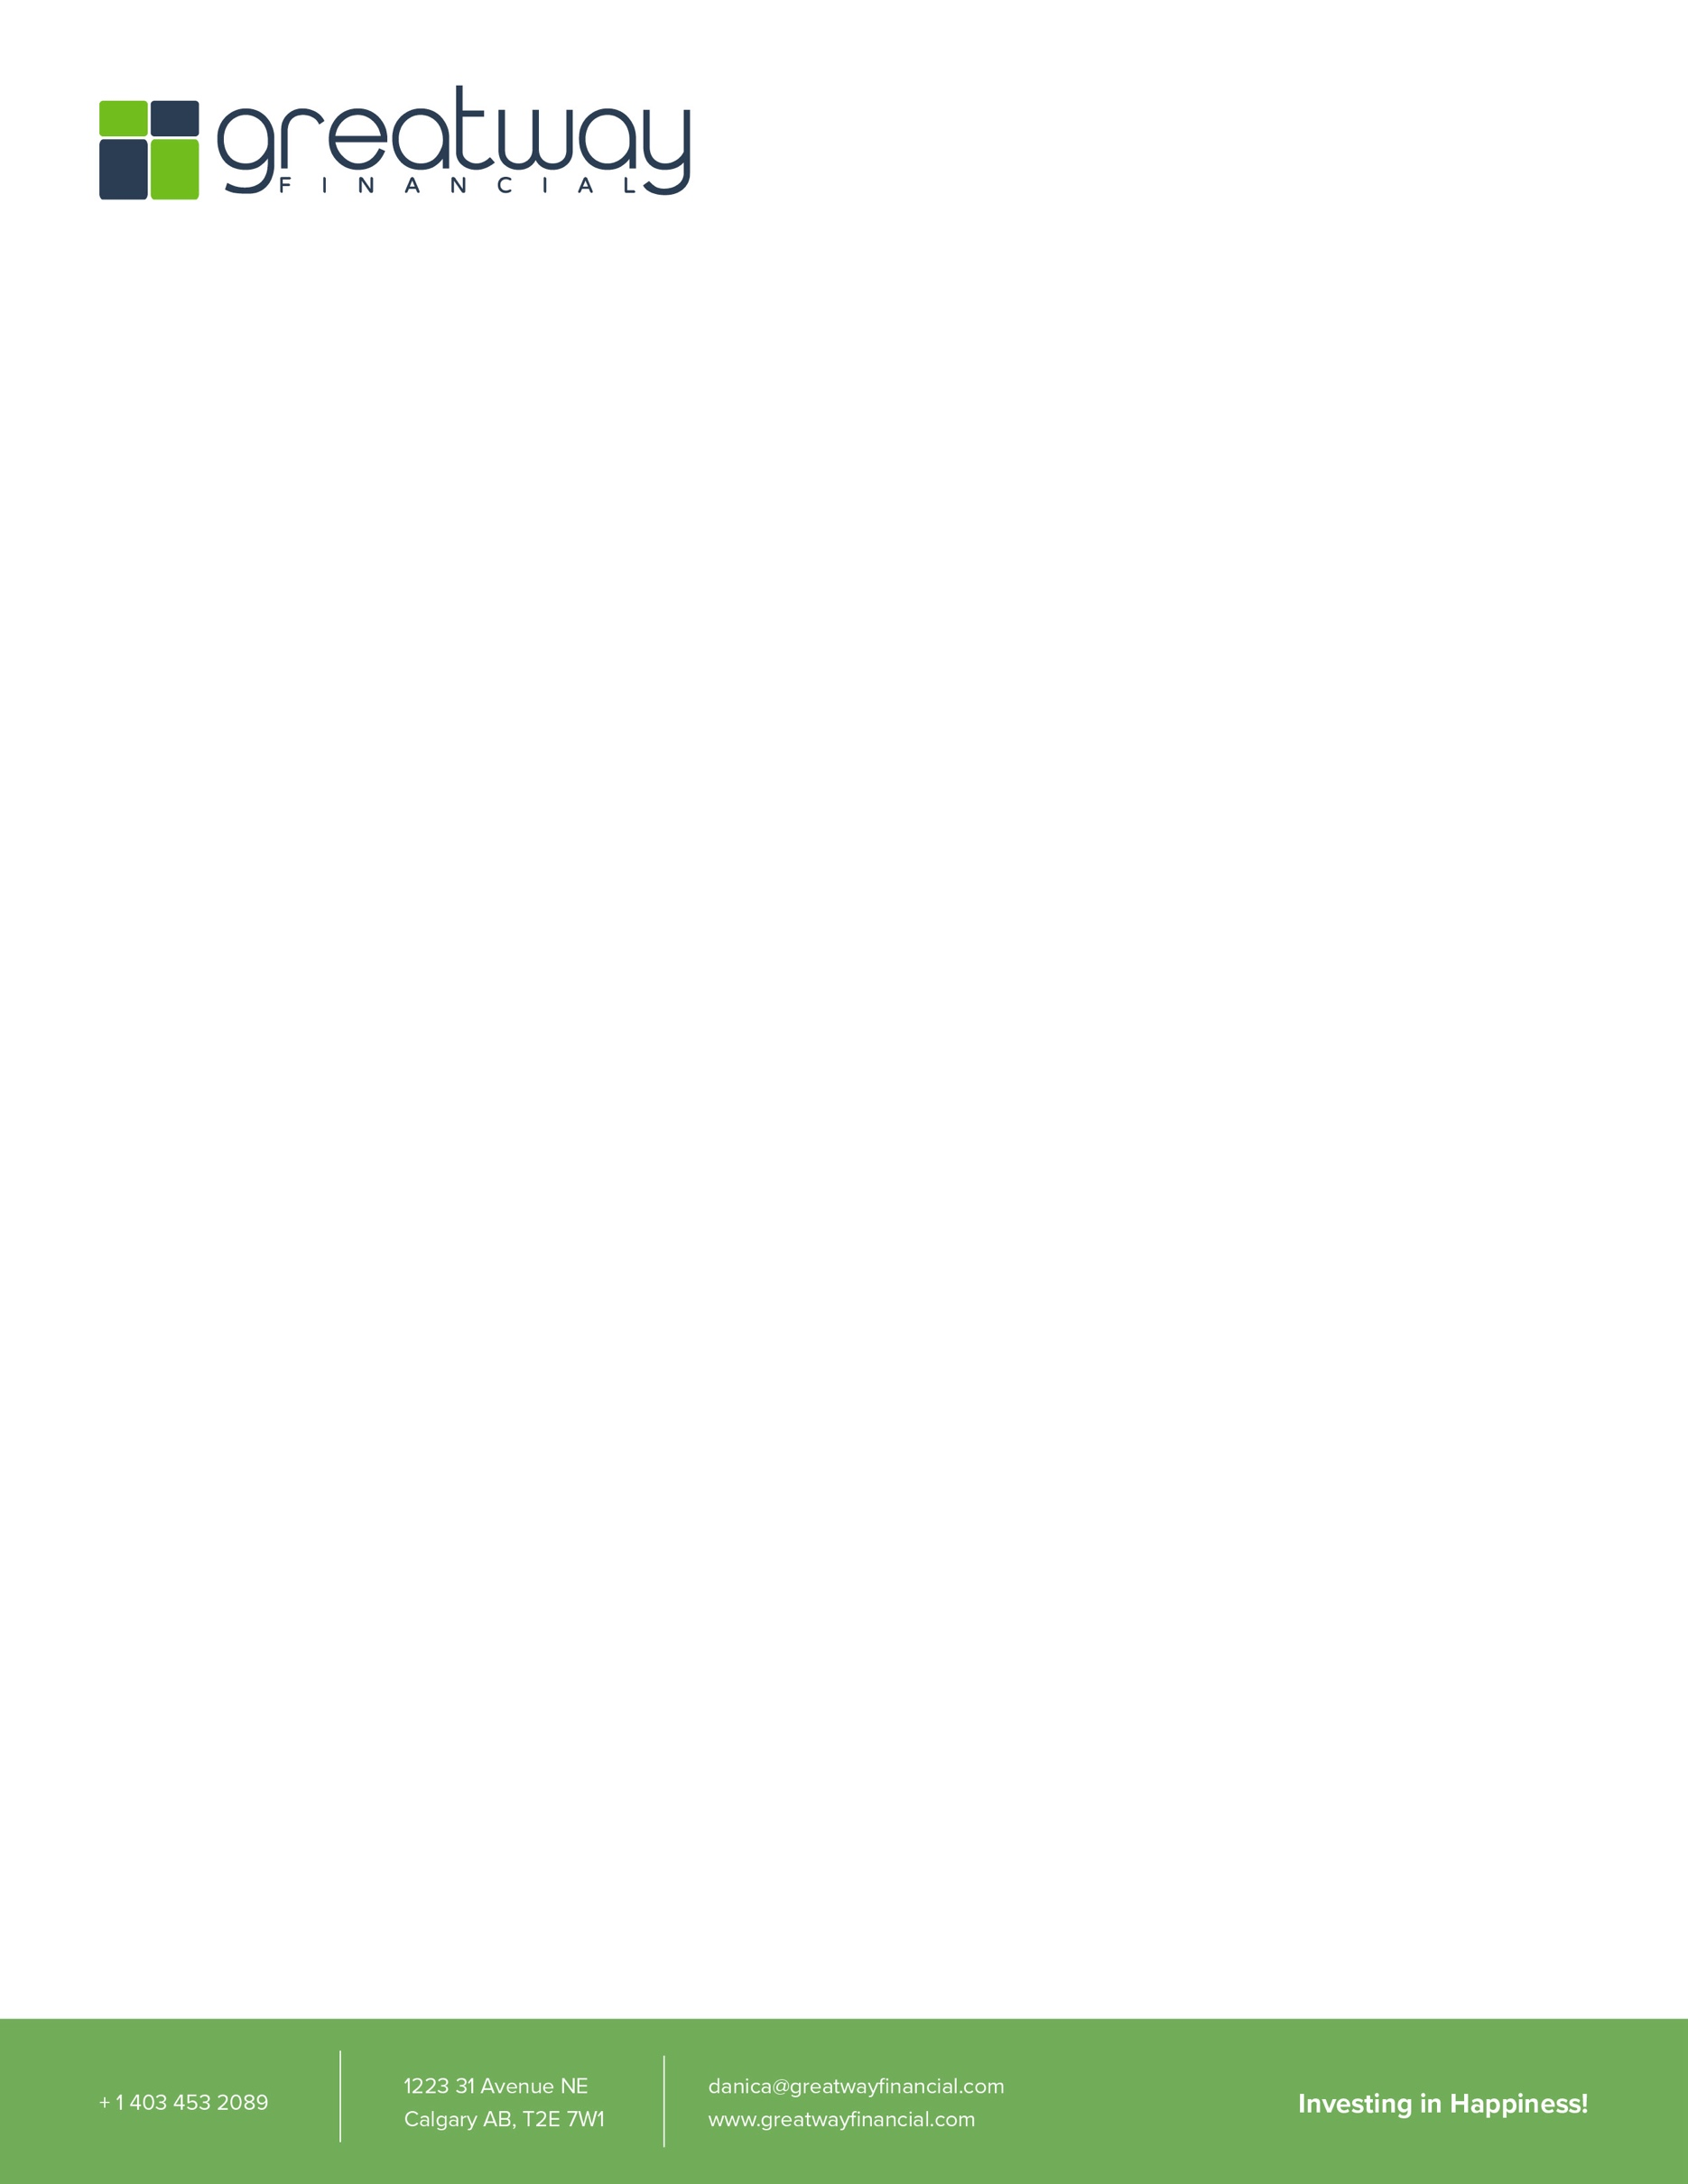 greatway
FINANCIAL
+ 1 403 453 2089
1223 31 Avenue NE
Calgary AB, T2E 7W1
danica@greatwayfinancial.com
www.greatwayfinancial.com
Investing in Happiness!